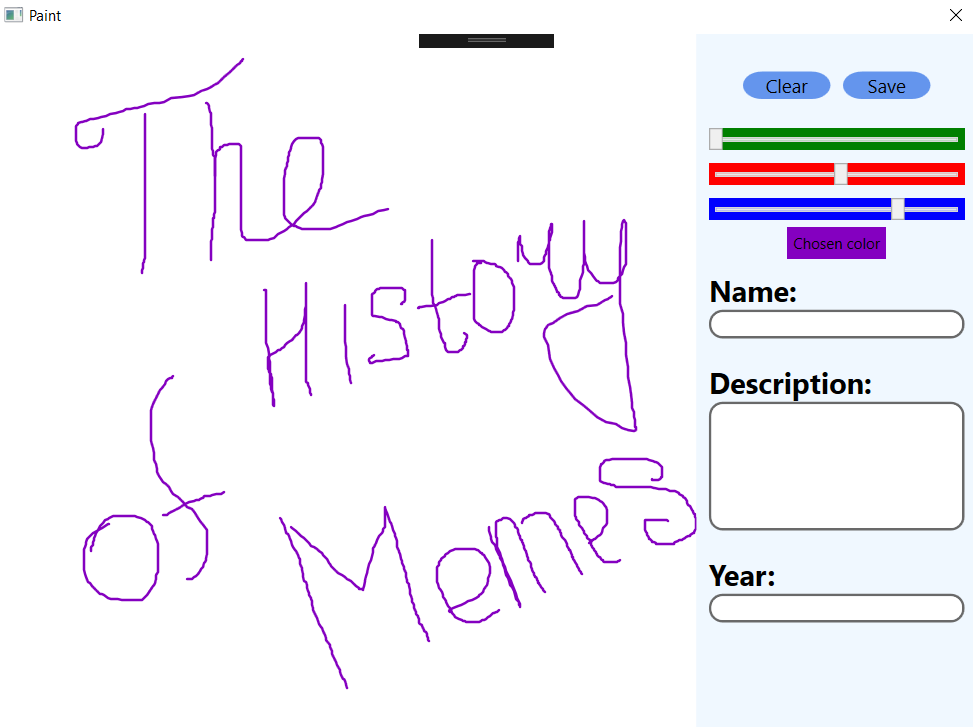 Paint
The
History
of Memes
Clear Save
Chosen color
Name:
Description:
Year: